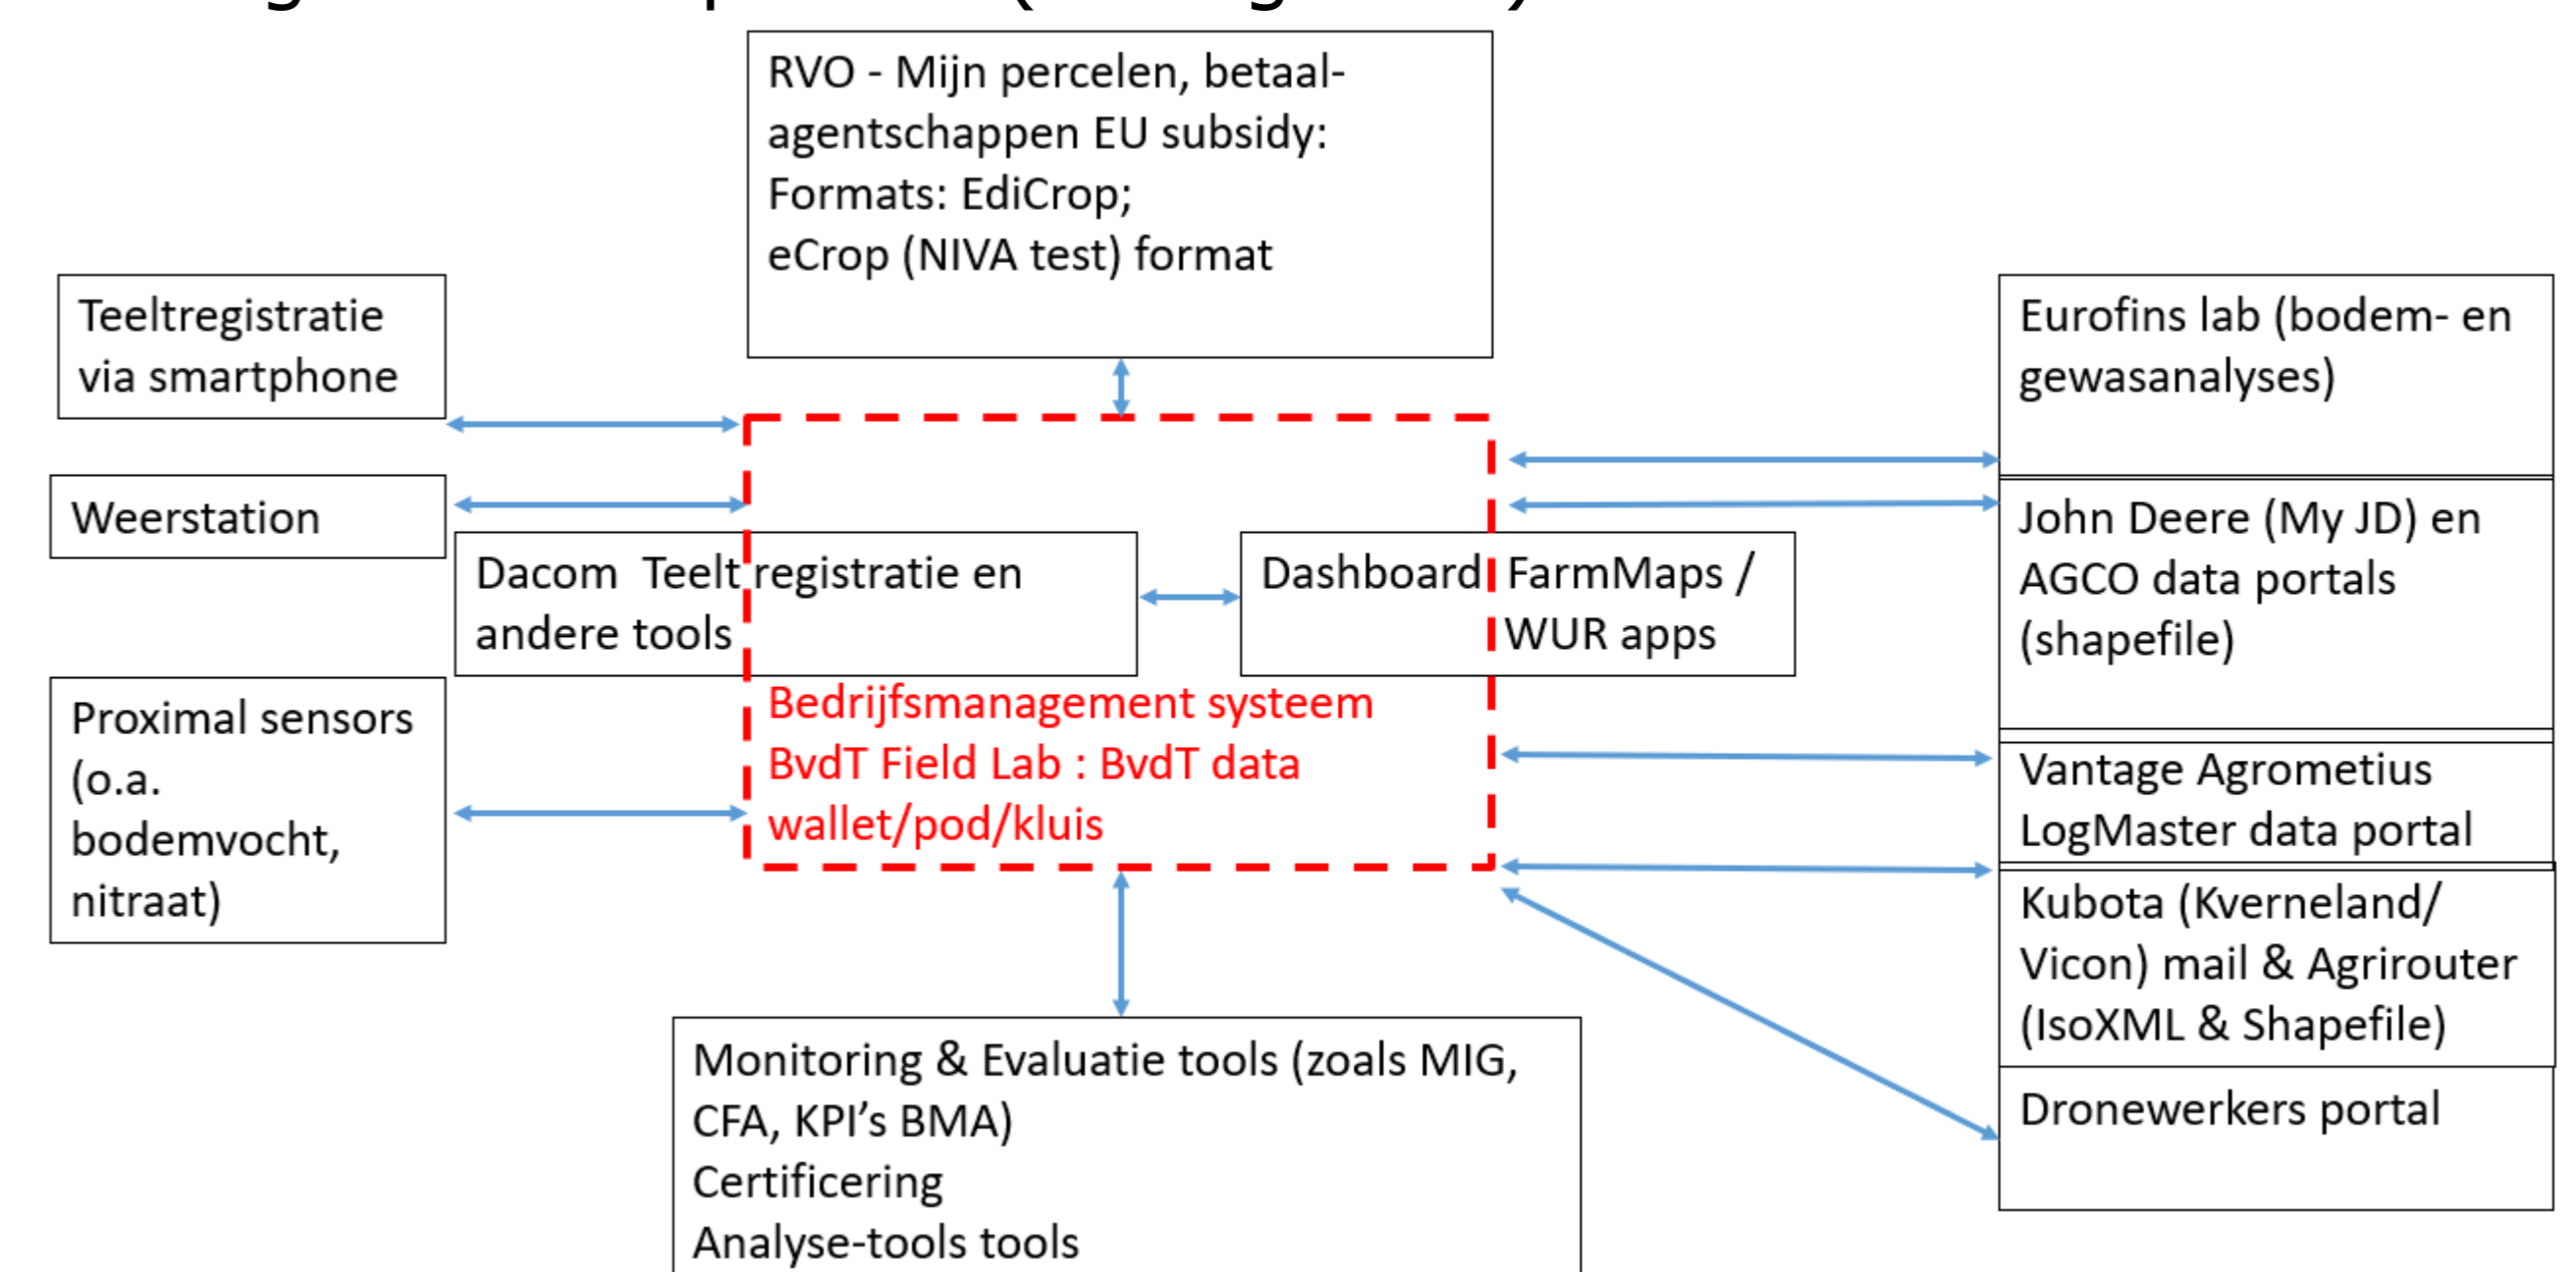 RVO - Mijn percelen, betaal-
agentschappen EU subsidy:
Formats: EdiCrop;
eCrop (NIVA test) format
Teeltregistratie
via smartphone
Weerstation
Proximal sensors
(o.a.
bodemvocht,
nitraat)
Dacom  Teelt registratie en
andere tools
Dashboard FarmMaps /
WUR apps
Bedrijfsmanagement systeem
BvdT Field Lab : BvdT data
wallet/pod/kluis
Eurofins lab (bodem- en
gewasanalyses)
John Deere (My JD) en
AGCO data portals
(shapefile)
Vantage Agrometius
LogMaster data portal
Kubota (Kverneland/
Vicon) mail & Agrirouter
(IsoXML & Shapefile)
Dronewerkers portal
Monitoring & Evaluatie tools (zoals MIG,
CFA, KPI’s BMA)
Certificering
Analyse-tools tools